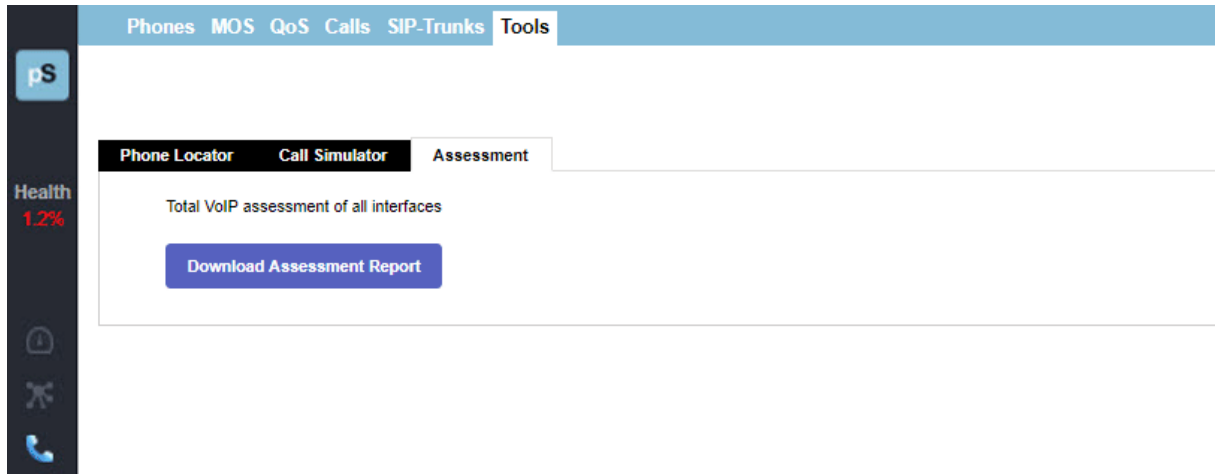 Phones MOS QoS Calls SIP-Trunks Tools
pS
Phone Locator Call Simulator Assessment
Health
1.2%
Total VoIP assessment of all interfaces
Download Assessment Report